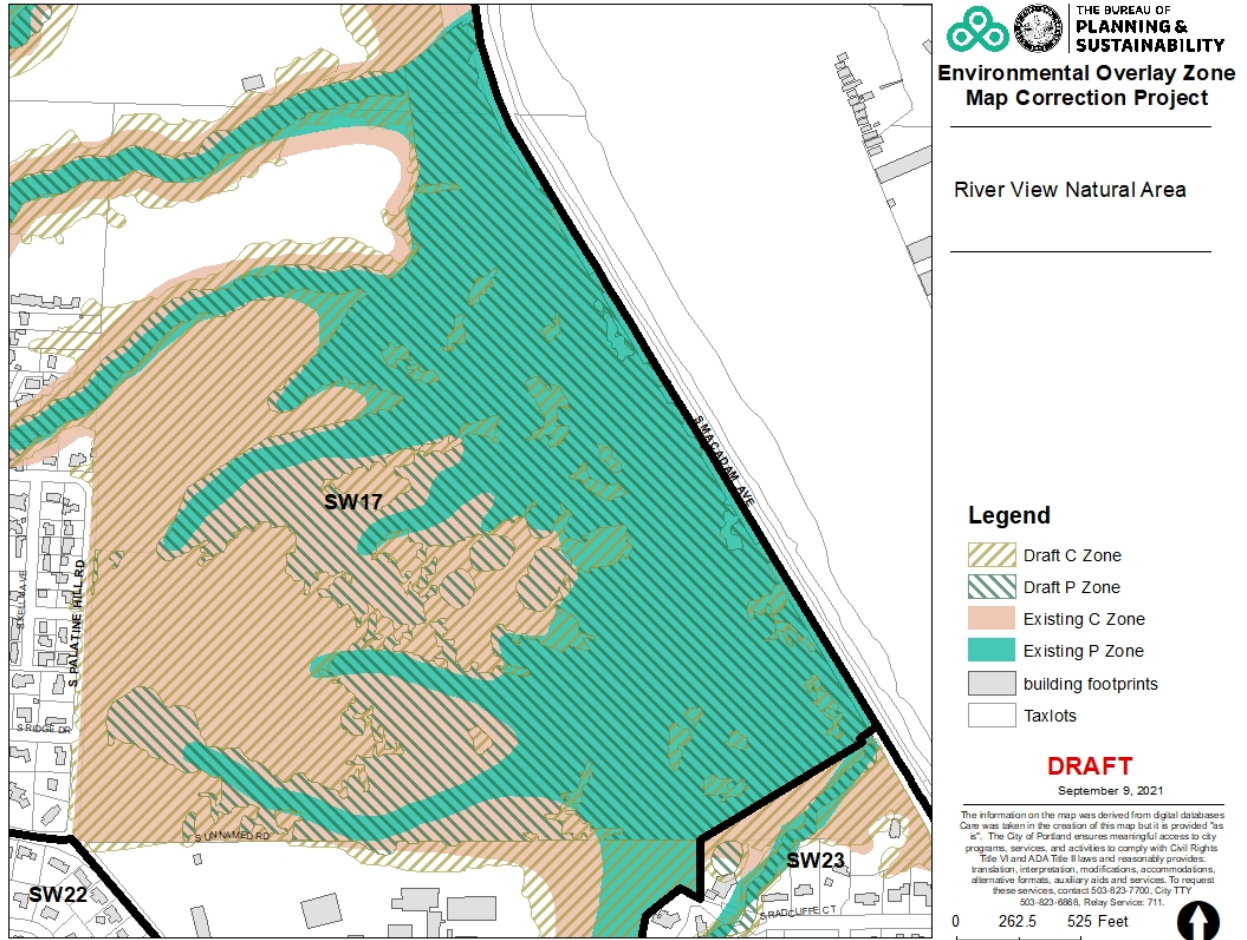 THE BUREAU OF
PLANNING &
SUSTAINABILITY
Environmental Overlay Zone
Map Correction Project
River View Natural Area
S MACADAM AVE
SW17
S PALATINE HILL RD
S RIDGE DR
S UNNAMED RD
SW22
SW23
S RADCLIFFE CT
Legend
Draft C Zone
Draft P Zone
Existing C Zone
Existing P Zone
building footprints
Taxlots
DRAFT
September 9, 2021
The information on the map was derived from digital databases
Care was taken in the creation of this map but it is provided "as
is". The City of Portland ensures meaningful access to city
programs, services, and activities to comply with Civil Rights
Title VI and ADA Title II laws and reasonably provides:
translation, interpretation, modifications, accommodations,
alternative formats, auxiliary aids and services. To request
these services, contact 503-823-7700, City TTY
503-823-6868, Relay Service: 711.
0 262.5 525 Feet